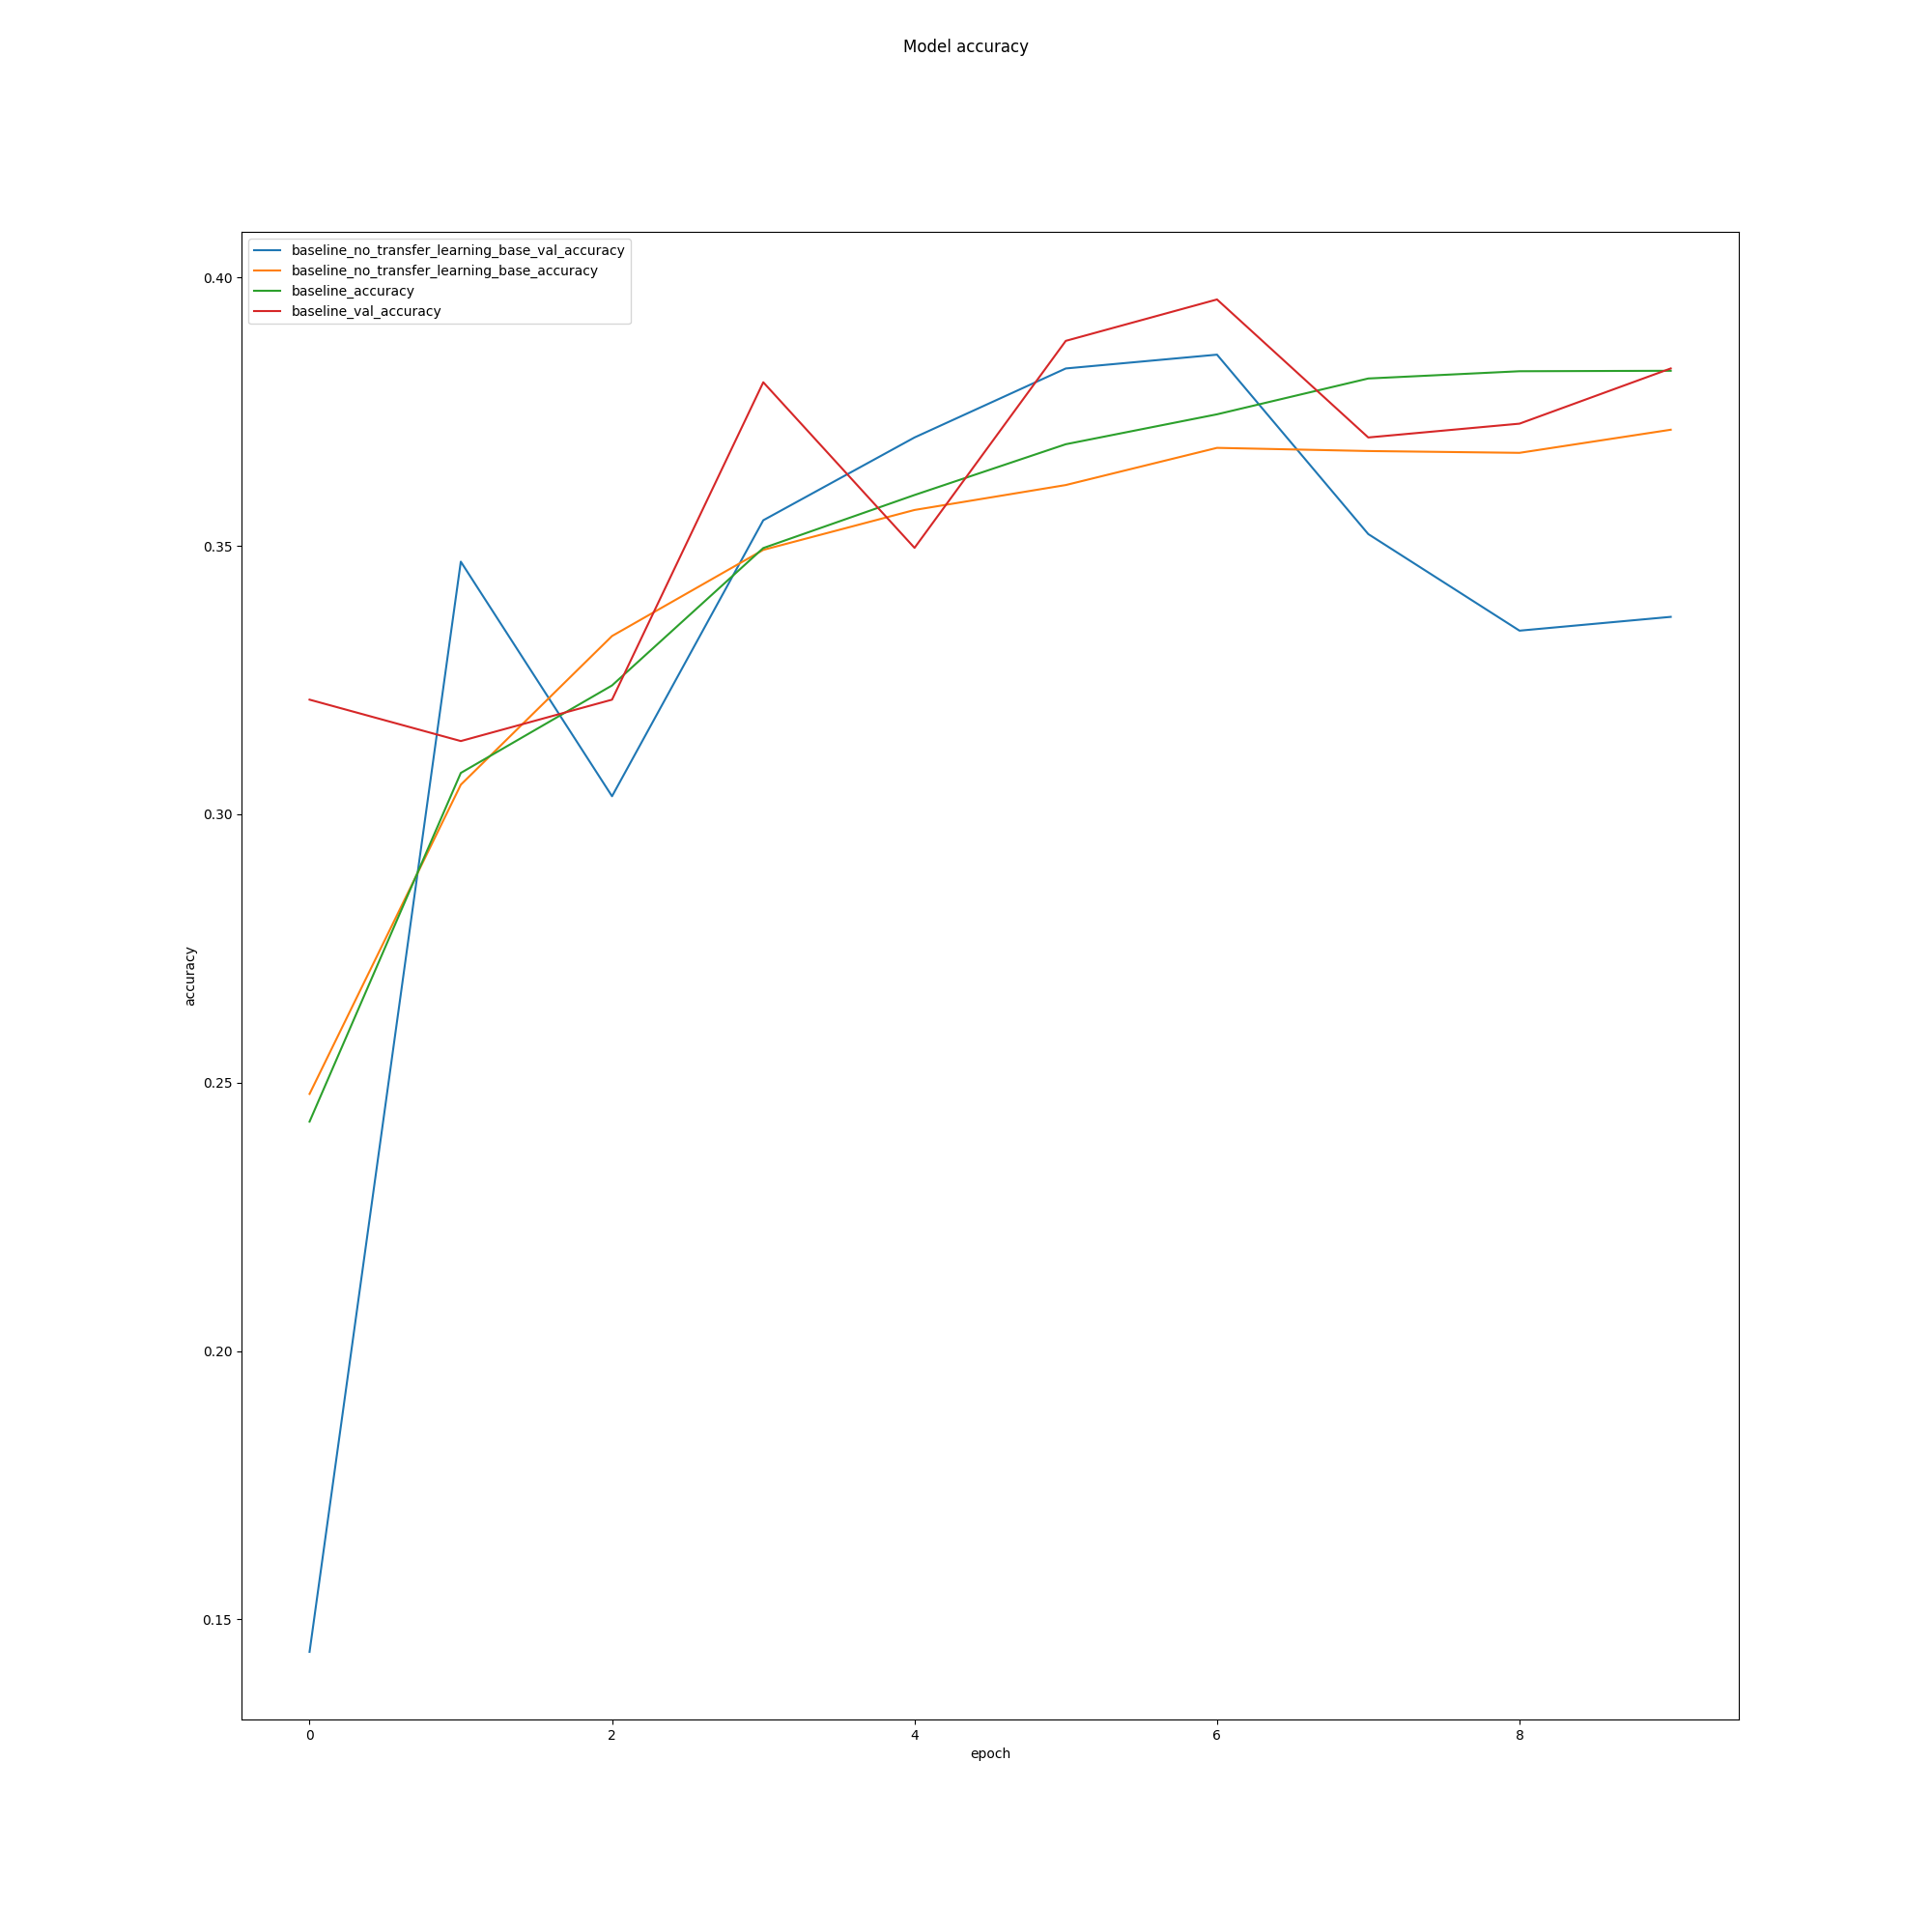 Model accuracy
baseline_no_transfer_learning_base_val_accuracy
baseline_no_transfer_learning_base_accuracy
baseline_accuracy
baseline_val_accuracy
0.40
0.35
0.30
0.25
0.20
0.15
accuracy
0 2 4 6 8
epoch